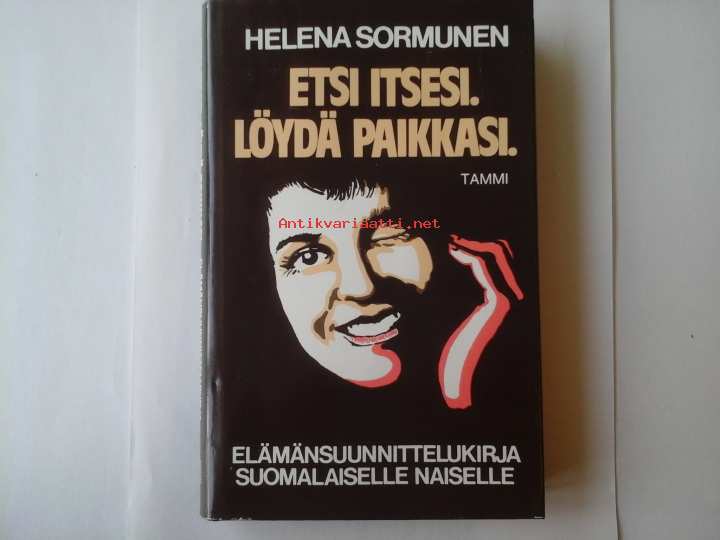 HELENA SORMUNEN
ETSI ITSESI.
LÖYDÄ PAIKKASI.
TAMMI
Antikvariaatti.net
ELÄMÄNSUUNNITTELUKIRJA
SUOMALAISELLE NAISELLE